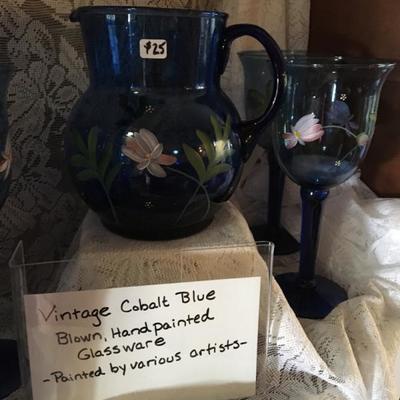 $25
Vintage Cobalt Blue
Blown, Handpainted
Glassware
-Painted by various artists-